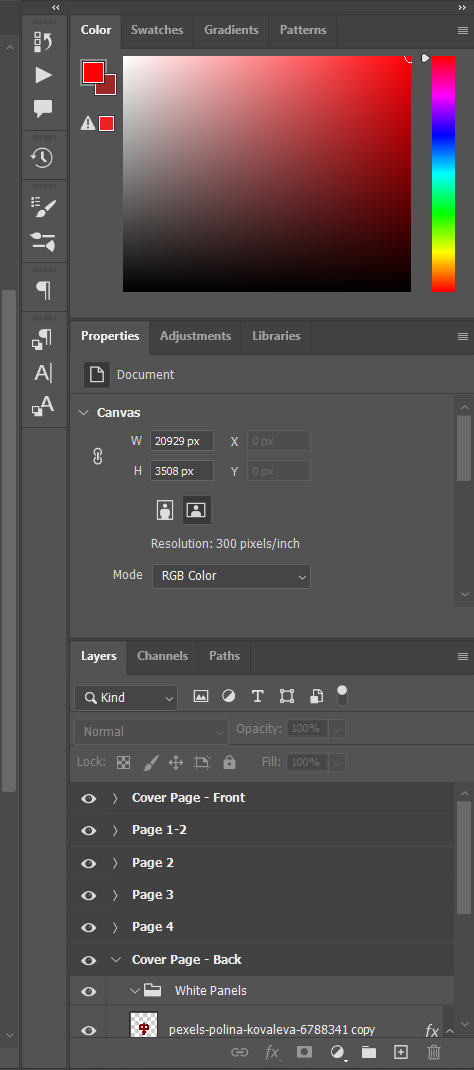 Color Swatches Gradients Patterns
Properties Adjustments Libraries
Document
Canvas
W 20929 px X 0 px
H 3508 px Y 0 px
Resolution: 300 pixels/inch
Mode RGB Color
Layers Channels Paths
Kind
Normal Opacity: 100%
Lock: Fill: 100%
Cover Page - Front
Page 1-2
Page 2
Page 3
Page 4
Cover Page - Back
White Panels
pexels-polina-kovaleva-6788341 copy fx
fx